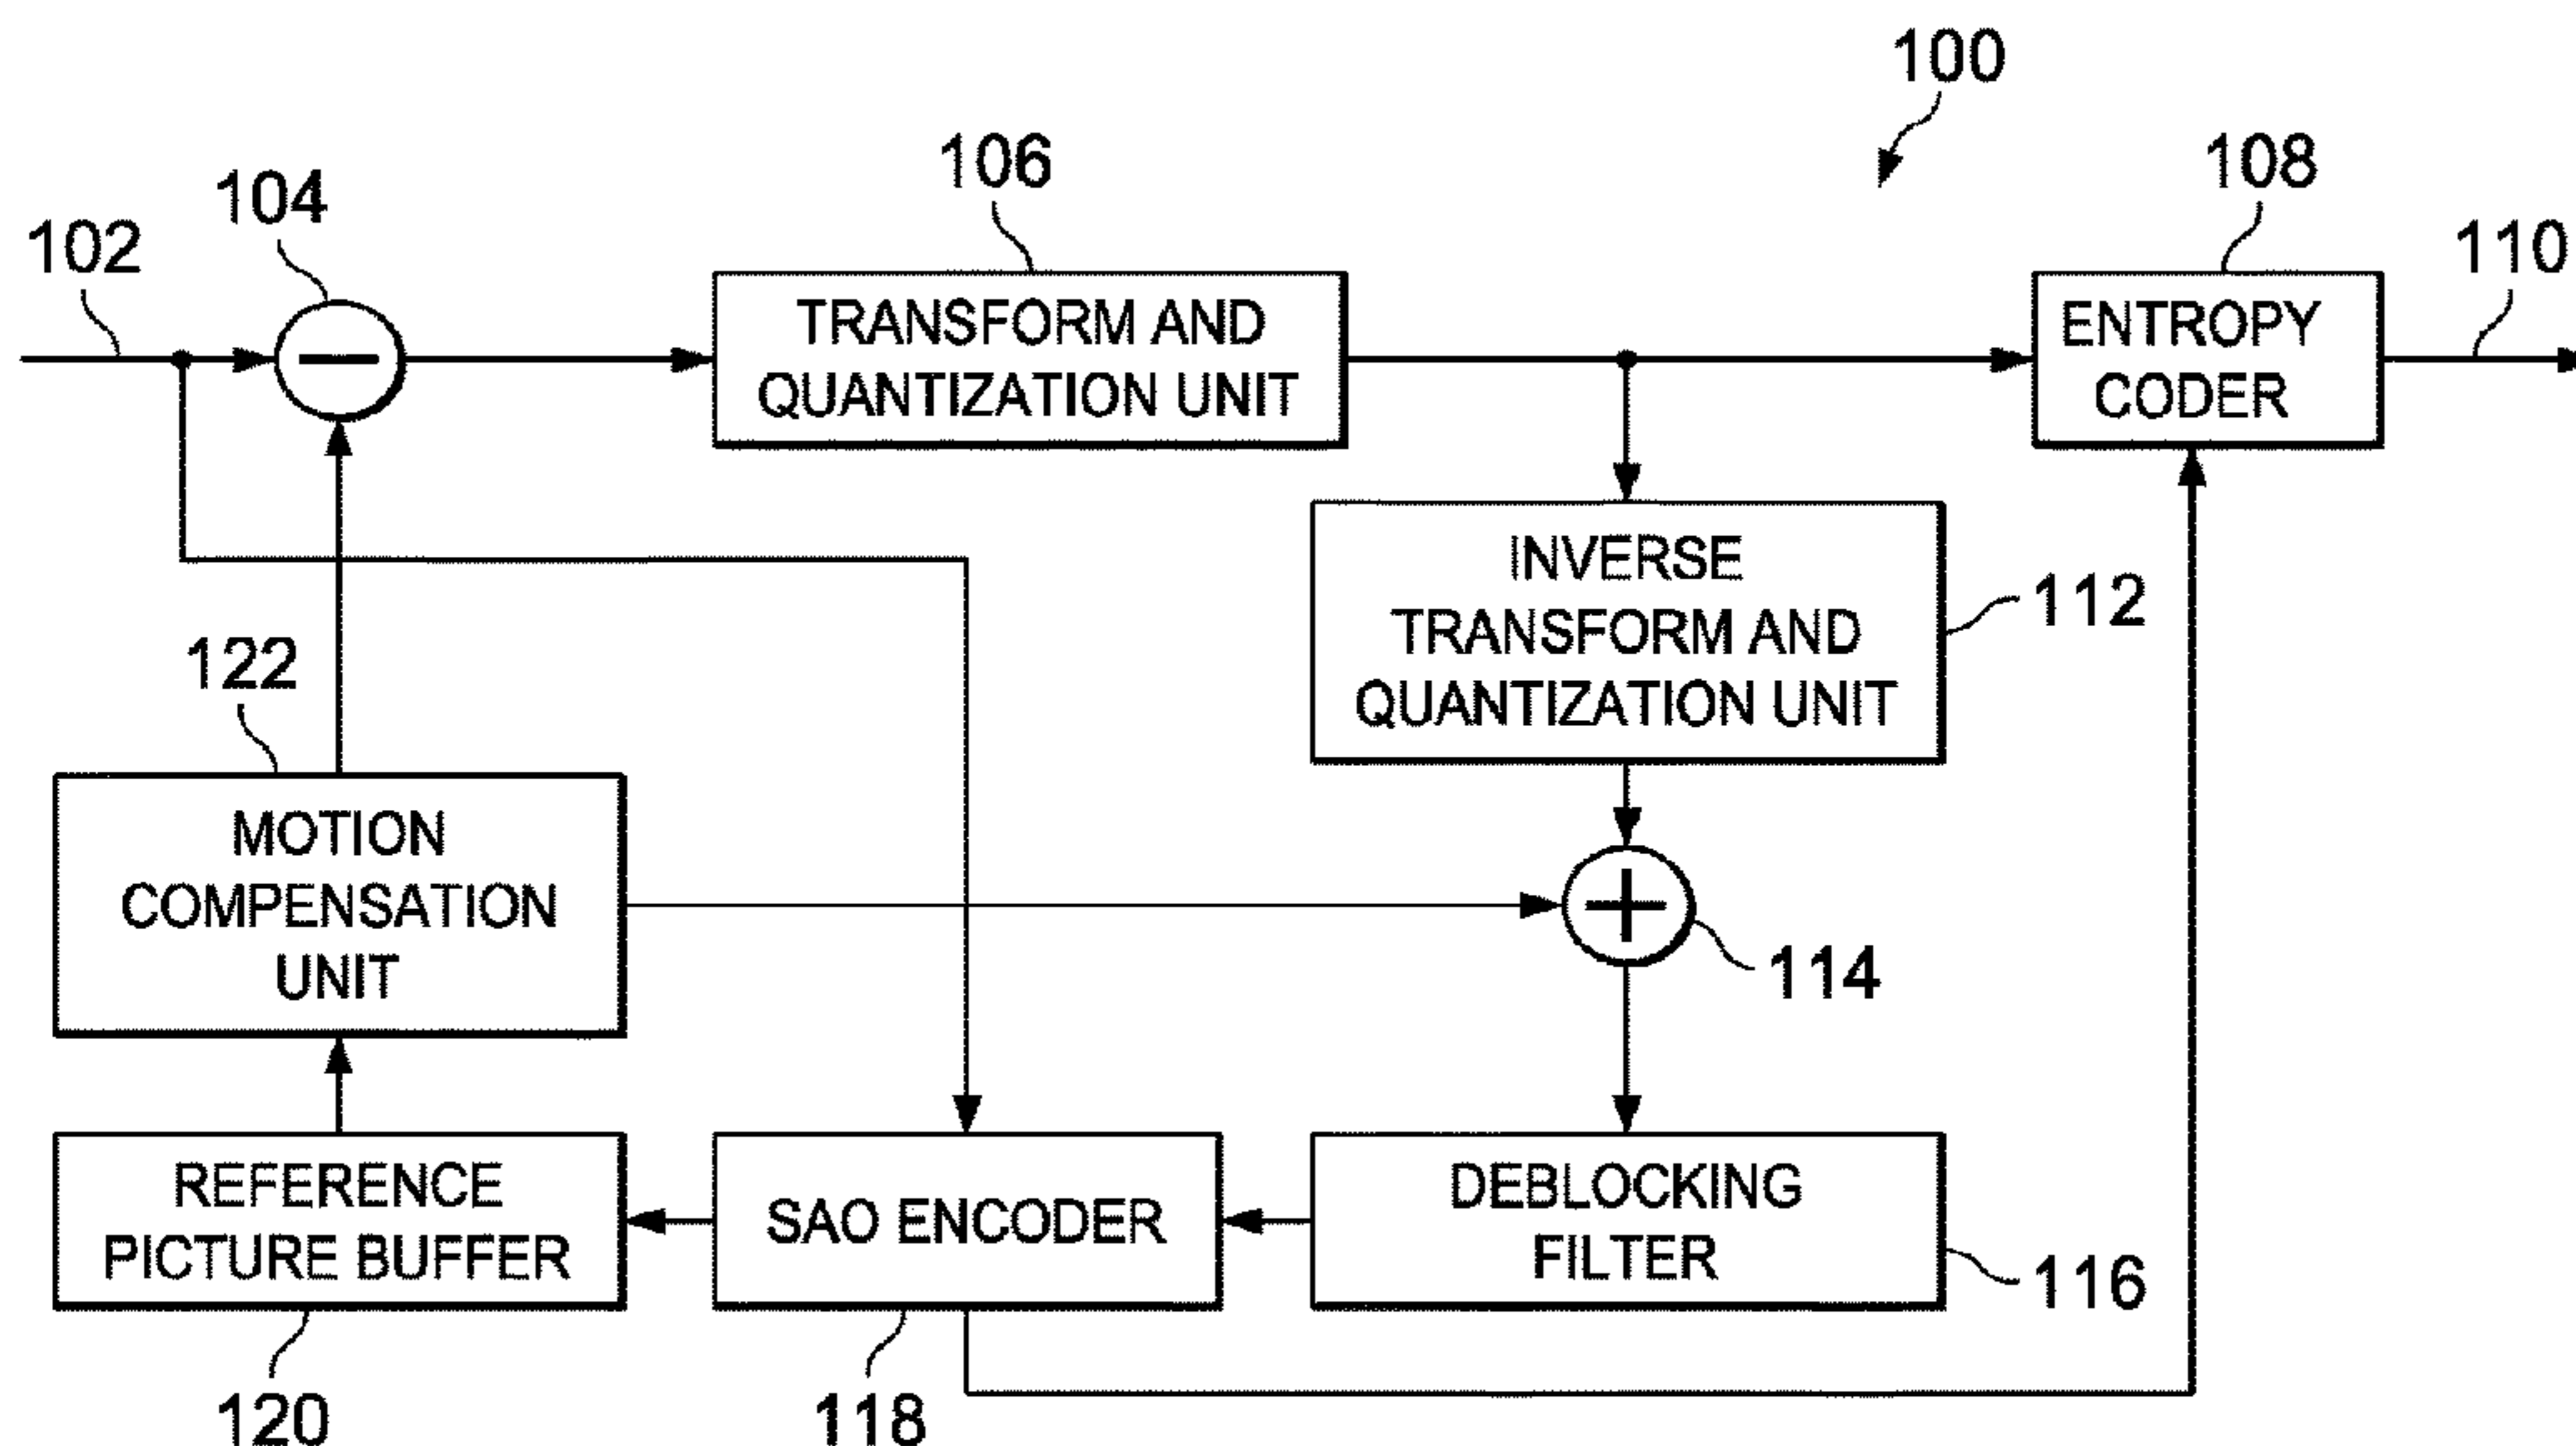 100
106
108
104
102
110
TRANSFORM AND
QUANTIZATION UNIT
ENTROPY
CODER
INVERSE
TRANSFORM AND
QUANTIZATION UNIT
112
122
MOTION
COMPENSATION
UNIT
114
REFERENCE
PICTURE BUFFER
SAO ENCODER
DEBLOCKING
FILTER
116
120
118